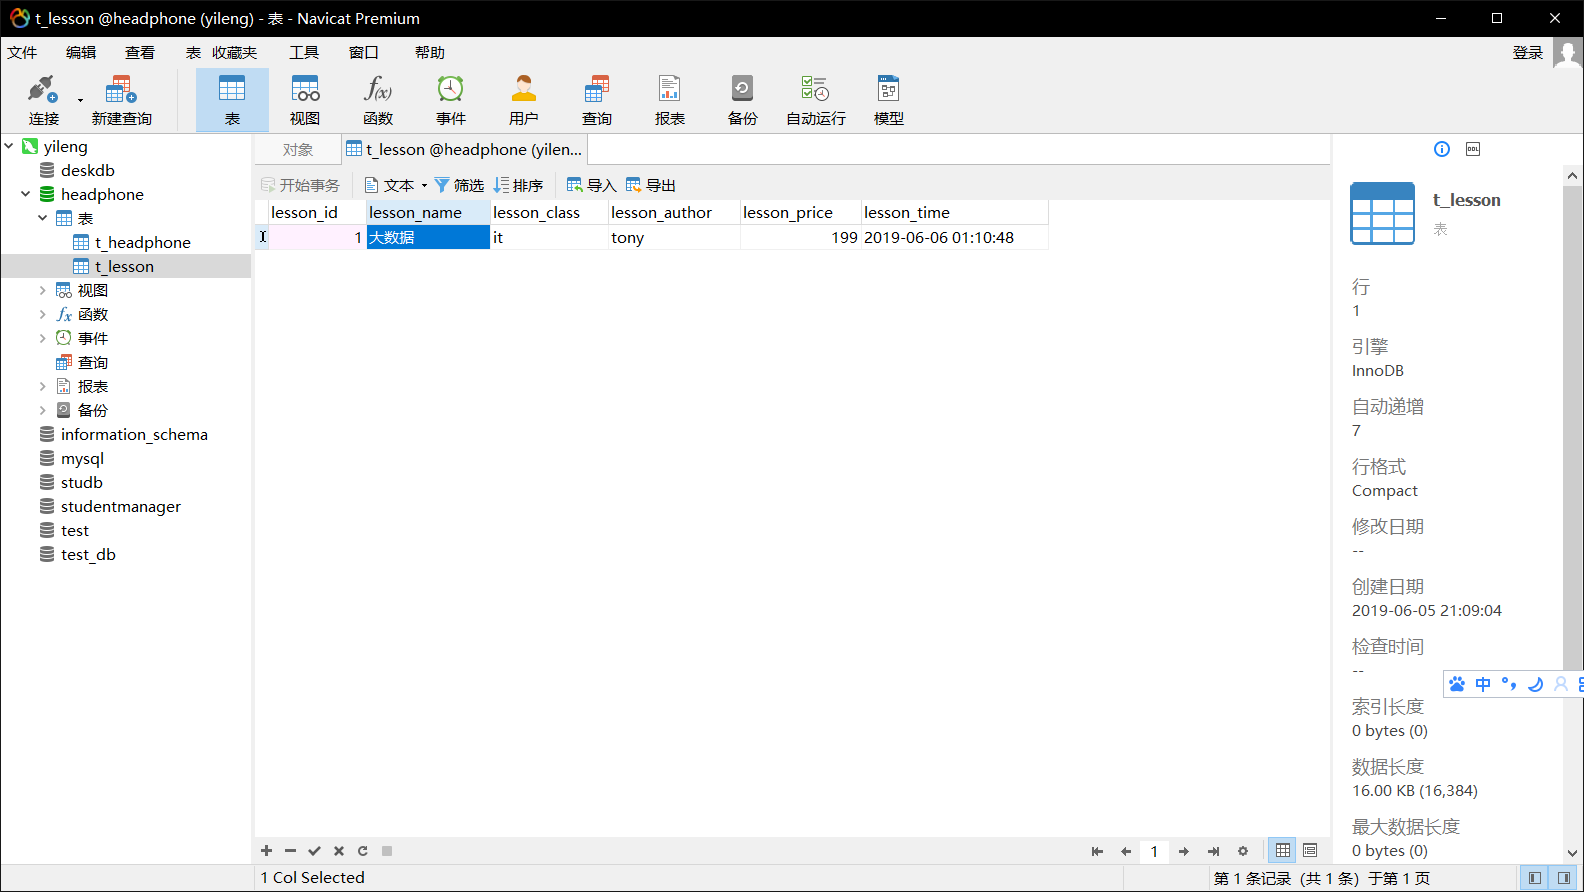 t_lesson @headphone (yileng) - 表 - Navicat Premium
文件 编辑 查看 表 收藏夹 工具 窗口 帮助 登录
连接 新建查询 表 视图 函数 事件 用户 查询 报表 备份 自动运行 模型
yileng
deskdb
headphone
表
t_headphone
t_lesson
视图
函数
事件
查询
报表
备份
information_schema
mysql
studb
studentmanager
test
test_db
对象 t_lesson @headphone (yilen...
开始事务 文本 筛选 排序 导入 导出
lesson_id lesson_name lesson_class lesson_author lesson_price lesson_time
1 大数据 it tony 199 2019-06-06 01:10:48
DDL
t_lesson
表
行
1
引擎
InnoDB
自动递增
7
行格式
Compact
修改日期
--
创建日期
2019-06-05 21:09:04
检查时间
--
中
索引长度
0 bytes (0)
数据长度
16.00 KB (16,384)
最大数据长度
0 bytes (0)
1
1 Col Selected
第 1 条记录 (共 1 条) 于第 1 页